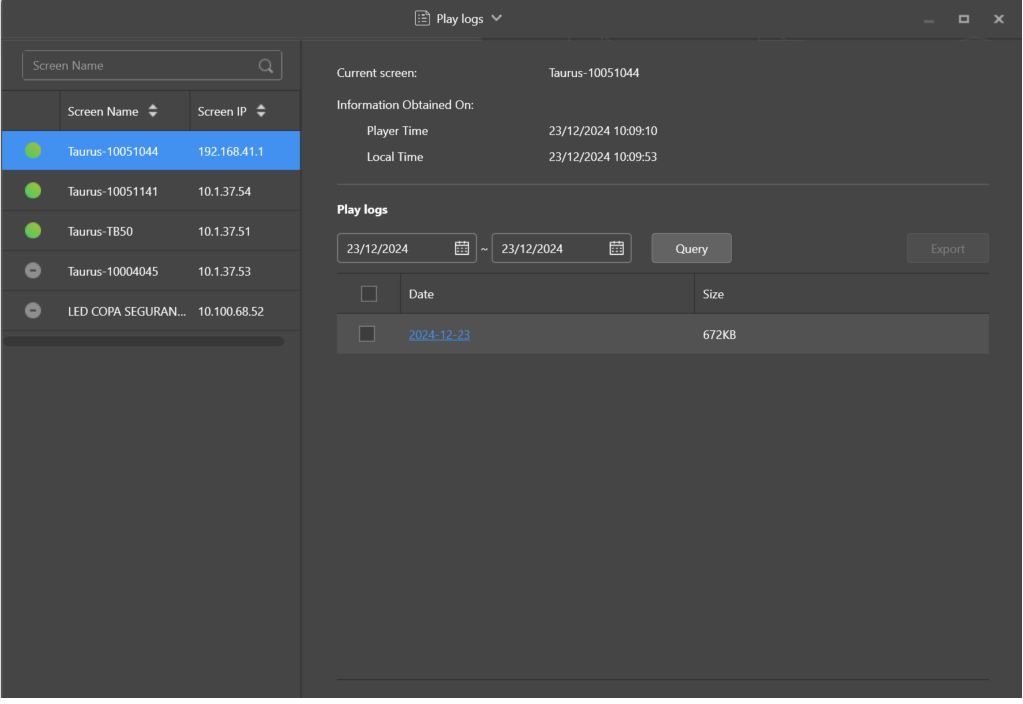 Play logs
Screen Name
Screen Name Screen IP
Taurus-10051044 192.168.41.1
Taurus-10051141 10.1.37.54
Taurus-TB50 10.1.37.51
Taurus-10004045 10.1.37.53
LED COPA SEGURAN... 10.100.68.52
Current screen: Taurus-10051044
Information Obtained On:
Player Time 23/12/2024 10:09:10
Local Time 23/12/2024 10:09:53
Play logs
23/12/2024 ~ 23/12/2024 Query Export
Date Size
2024-12-23 672KB